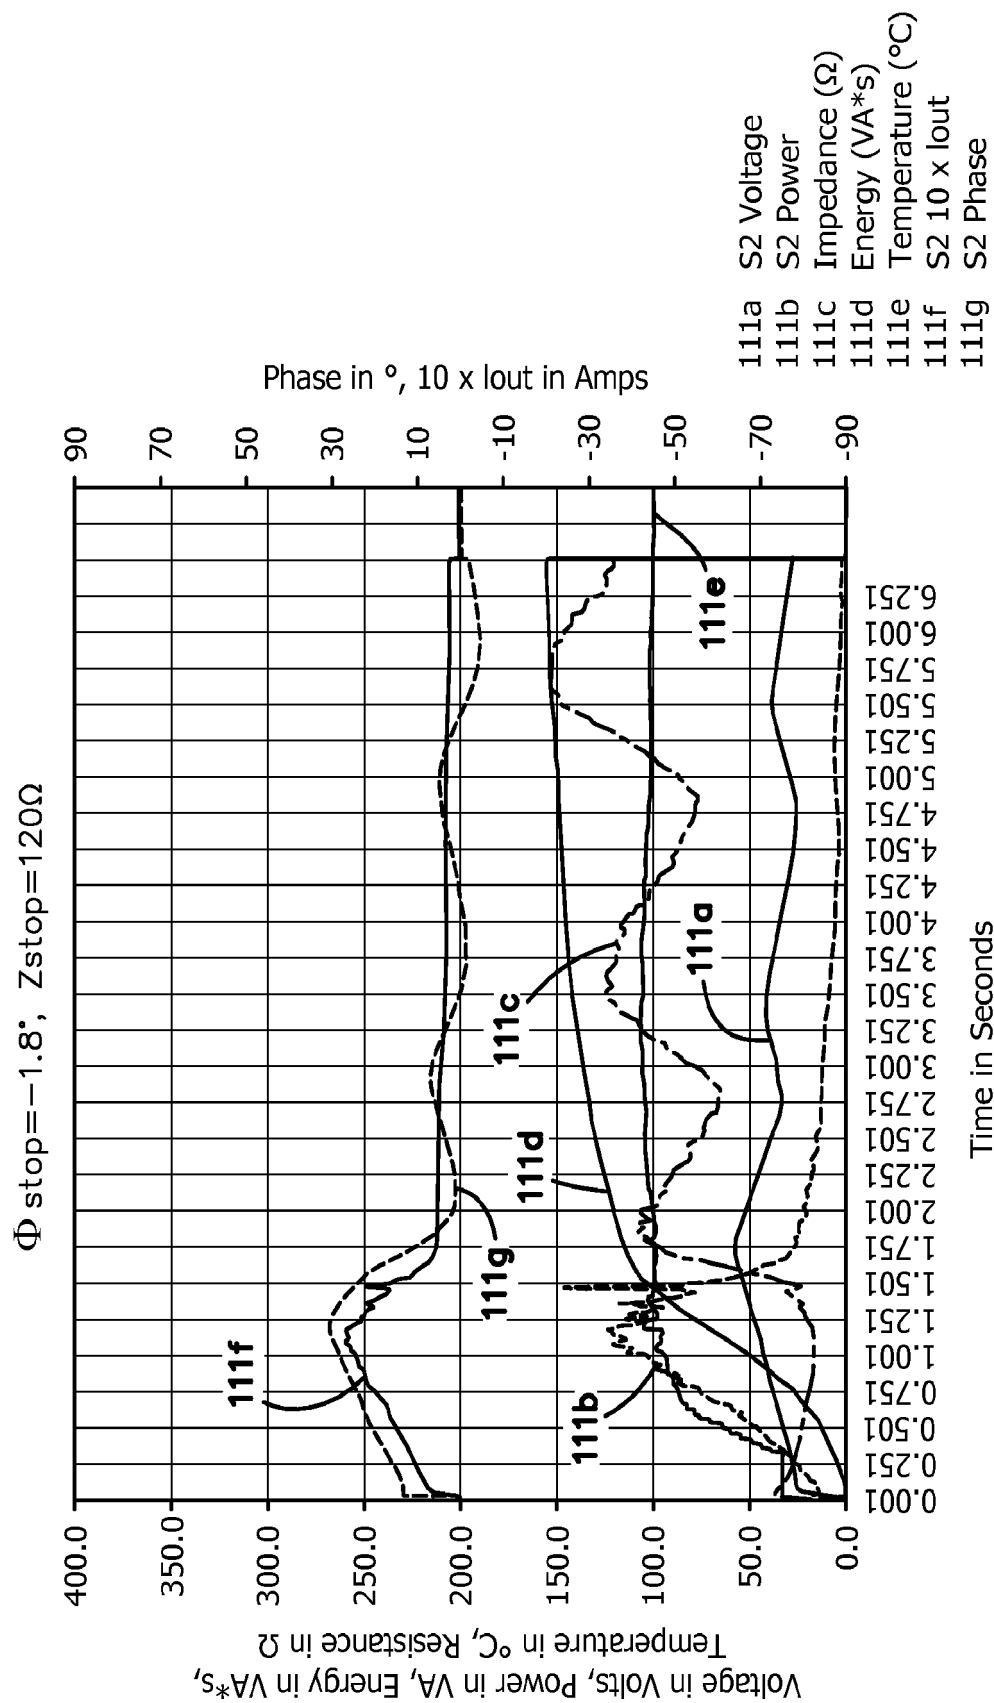 Φ stop=−1.8°, Zstop=120Ω
Voltage in Volts, Power in VA, Energy in VA*s,
Temperature in °C, Resistance in Ω
400.0
350.0
300.0
250.0
200.0
150.0
100.0
50.0
0.0
Phase in °, 10 x Iout in Amps
90
70
50
30
10
-10
-30
-50
-70
-90
0.001
0.251
0.501
0.751
1.001
1.251
1.501
1.751
2.001
2.251
2.501
2.751
3.001
3.251
3.501
3.751
4.001
4.251
4.501
4.751
5.001
5.251
5.501
5.751
6.001
6.251
Time in Seconds
111f
111g
111b
111d
111c
111a
111e
111a S2 Voltage
111b S2 Power
111c Impedance (Ω)
111d Energy (VA*s)
111e Temperature (°C)
111f S2 10 x Iout
111g S2 Phase